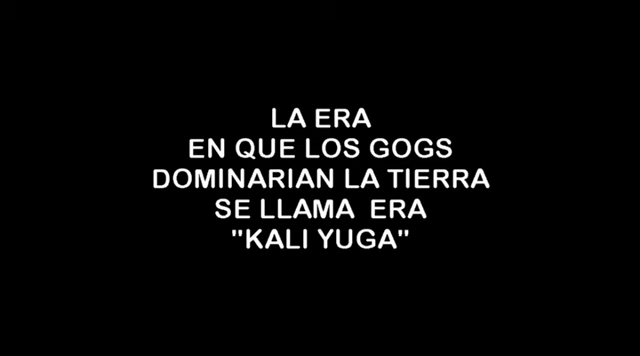 LA ERA
EN QUE LOS GOGS
DOMINARIAN LA TIERRA
SE LLAMA  ERA
"KALI YUGA"